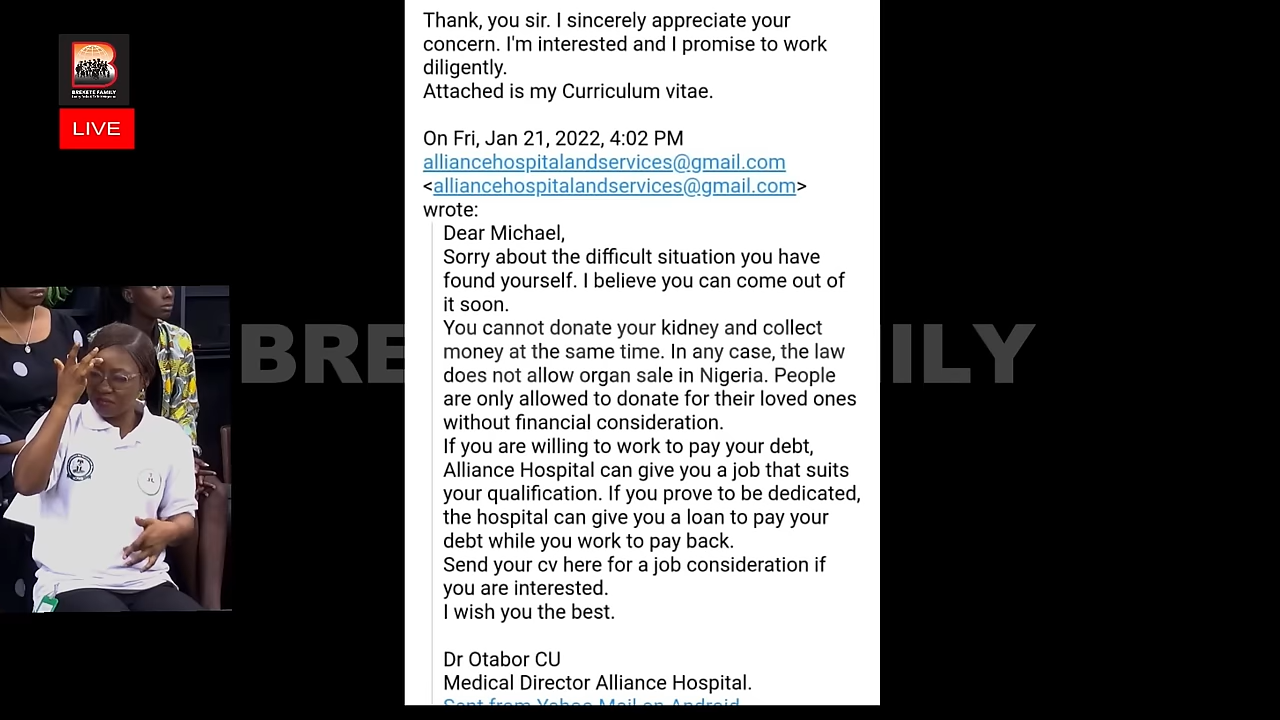 BREKETE FAMILY
LIVE
Thank, you sir. I sincerely appreciate your
concern. I'm interested and I promise to work
diligently.
Attached is my Curriculum vitae.
On Fri, Jan 21, 2022, 4:02 PM
alliancehospitalandservices@gmail.com
<alliancehospitalandservices@gmail.com>
wrote:
Dear Michael,
Sorry about the difficult situation you have
found yourself. I believe you can come out of
it soon.
You cannot donate your kidney and collect
money at the same time. In any case, the law
does not allow organ sale in Nigeria. People
are only allowed to donate for their loved ones
without financial consideration.
If you are willing to work to pay your debt,
Alliance Hospital can give you a job that suits
your qualification. If you prove to be dedicated,
the hospital can give you a loan to pay your
debt while you work to pay back.
Send your cv here for a job consideration if
you are interested.
I wish you the best.
Dr Otabor CU
Medical Director Alliance Hospital.
Sent from Yahoo Mail on Android
BRE ILY